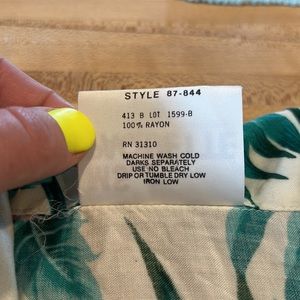 STYLE 87-844
413 B LOT 1599-B
100% RAYON
RN 31310
MACHINE WASH COLD
DARKS SEPARATELY
USE NO BLEACH
DRIP OR TUMBLE DRY LOW
IRON LOW